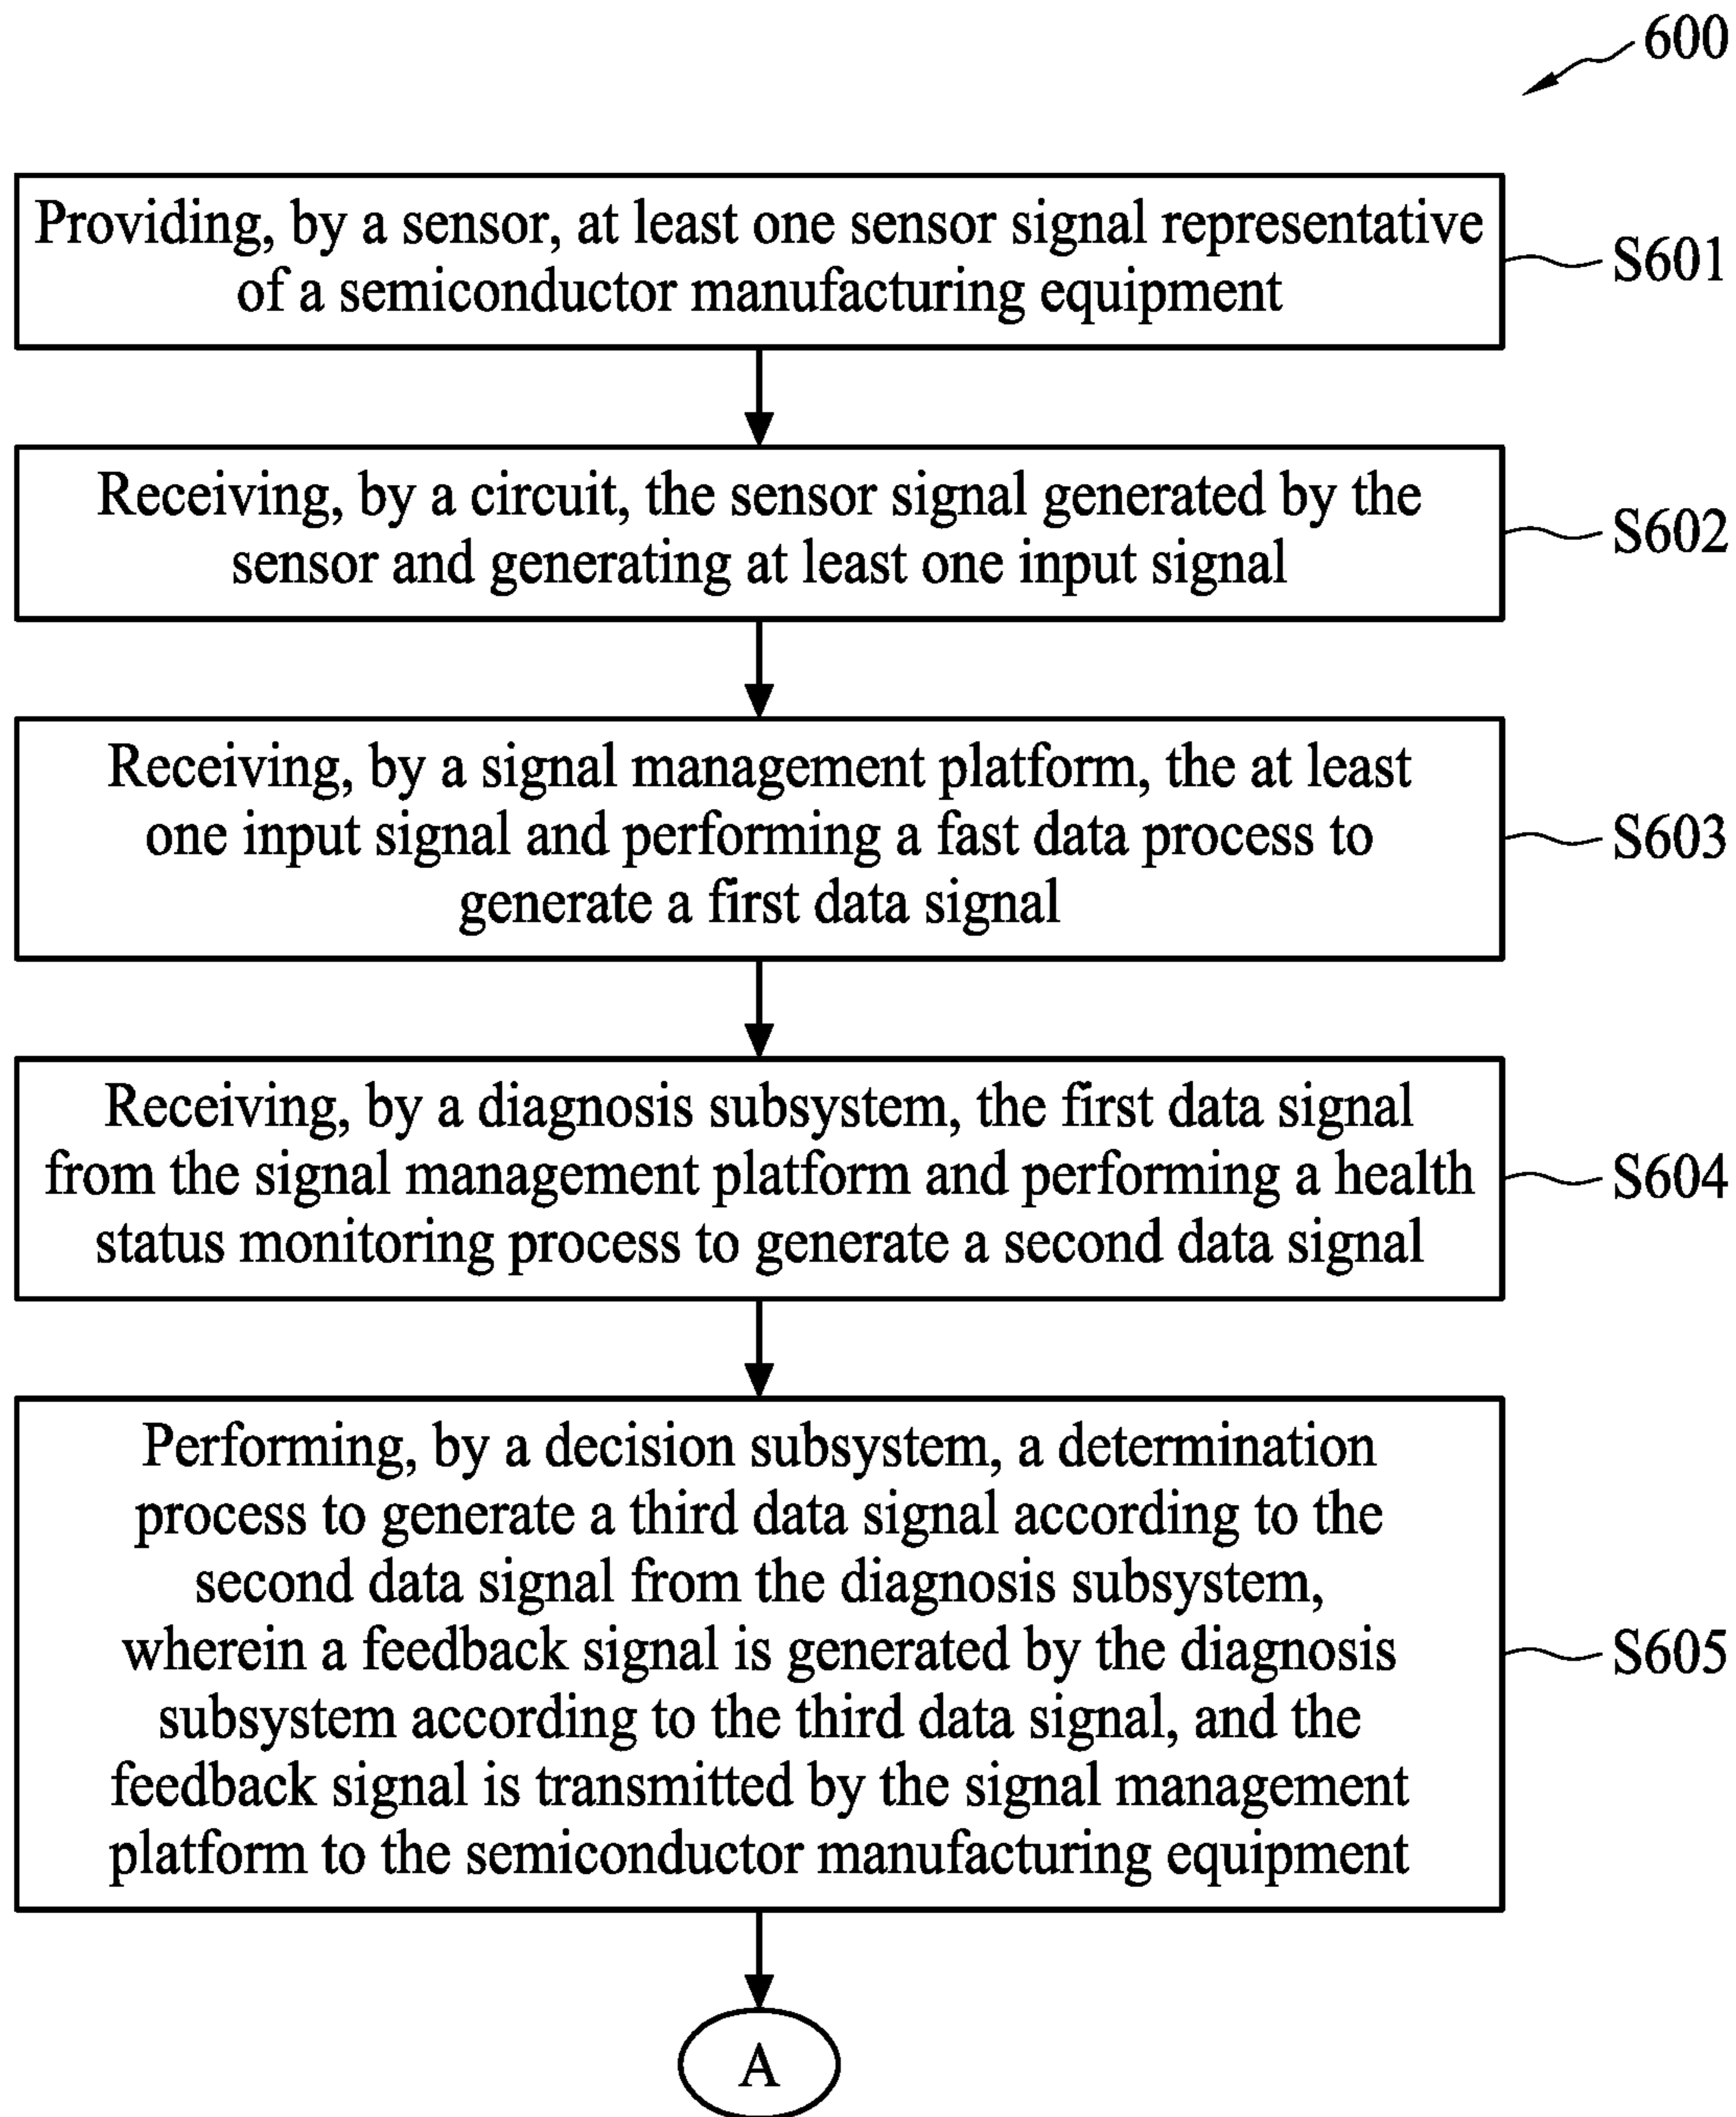 600
Providing, by a sensor, at least one sensor signal representative
of a semiconductor manufacturing equipment
S601
Receiving, by a circuit, the sensor signal generated by the
sensor and generating at least one input signal
S602
Receiving, by a signal management platform, the at least
one input signal and performing a fast data process to
generate a first data signal
S603
Receiving, by a diagnosis subsystem, the first data signal
from the signal management platform and performing a health
status monitoring process to generate a second data signal
S604
Performing, by a decision subsystem, a determination
process to generate a third data signal according to the
second data signal from the diagnosis subsystem,
wherein a feedback signal is generated by the diagnosis
subsystem according to the third data signal, and the
feedback signal is transmitted by the signal management
platform to the semiconductor manufacturing equipment
S605
A